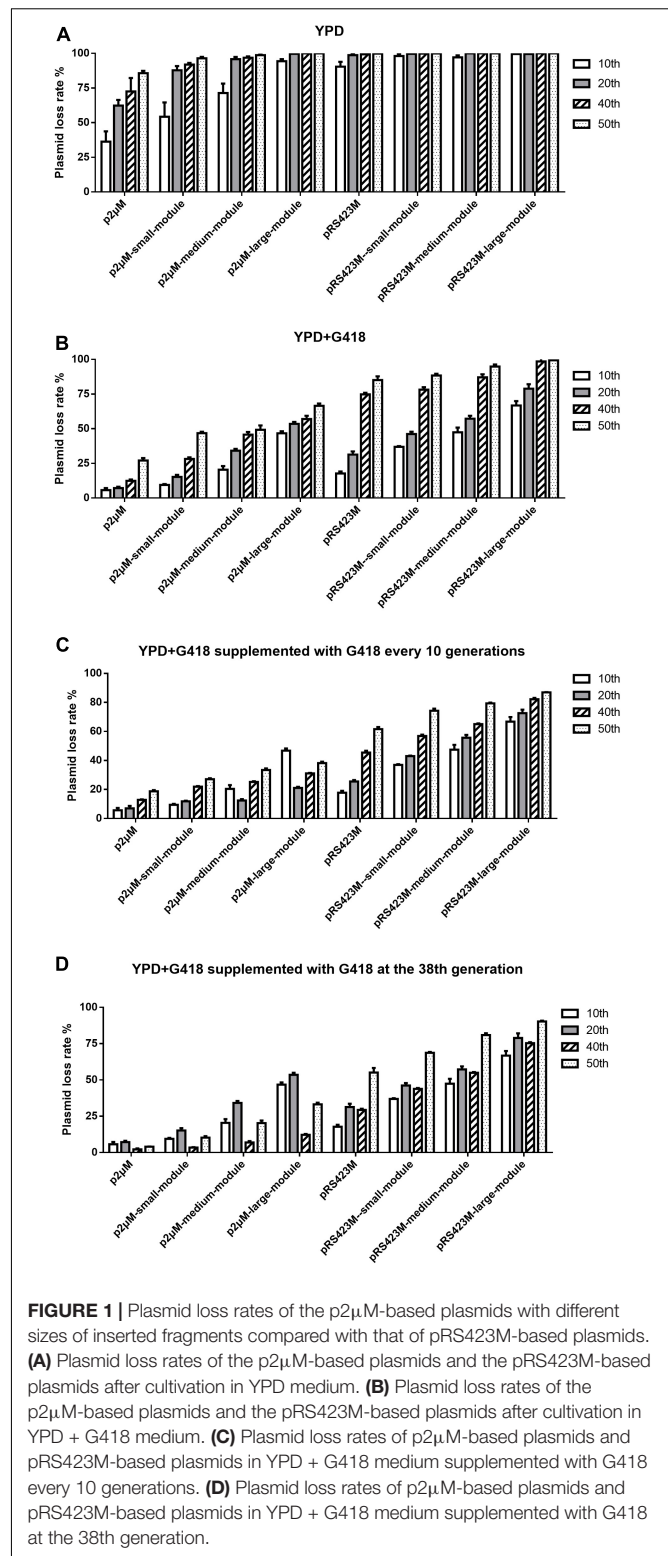 A
YPD
Plasmid loss rate %
100
75
50
25
0
10th
20th
40th
50th
p2μM
p2μM-small-module
p2μM-medium-module
p2μM-large-module
pRS423M
pRS423M--small-module
pRS423M-medium-module
pRS423M-large-module
B
YPD+G418
Plasmid loss rate %
100
75
50
25
0
10th
20th
40th
50th
p2μM
p2μM-small-module
p2μM-medium-module
p2μM-large-module
pRS423M
pRS423M--small-module
pRS423M-medium-module
pRS423M-large-module
C
YPD+G418 supplemented with G418 every 10 generations
Plasmid loss rate %
100
80
60
40
20
0
10th
20th
40th
50th
p2μM
p2μM-small-module
p2μM-medium-module
p2μM-large-module
pRS423M
pRS423M--small-module
pRS423M-medium-module
pRS423M-large-module
D
YPD+G418 supplemented with G418 at the 38th generation
Plasmid loss rate %
100
75
50
25
0
10th
20th
40th
50th
p2μM
p2μM-small-module
p2μM-medium-module
p2μM-large-module
pRS423M
pRS423M--small-module
pRS423M-medium-module
pRS423M-large-module
FIGURE 1 | Plasmid loss rates of the p2μM-based plasmids with different
sizes of inserted fragments compared with that of pRS423M-based plasmids.
(A) Plasmid loss rates of the p2μM-based plasmids and the pRS423M-based
plasmids after cultivation in YPD medium. (B) Plasmid loss rates of the
p2μM-based plasmids and the pRS423M-based plasmids after cultivation in
YPD + G418 medium. (C) Plasmid loss rates of p2μM-based plasmids and
pRS423M-based plasmids in YPD + G418 medium supplemented with G418
every 10 generations. (D) Plasmid loss rates of p2μM-based plasmids and
pRS423M-based plasmids in YPD + G418 medium supplemented with G418
at the 38th generation.